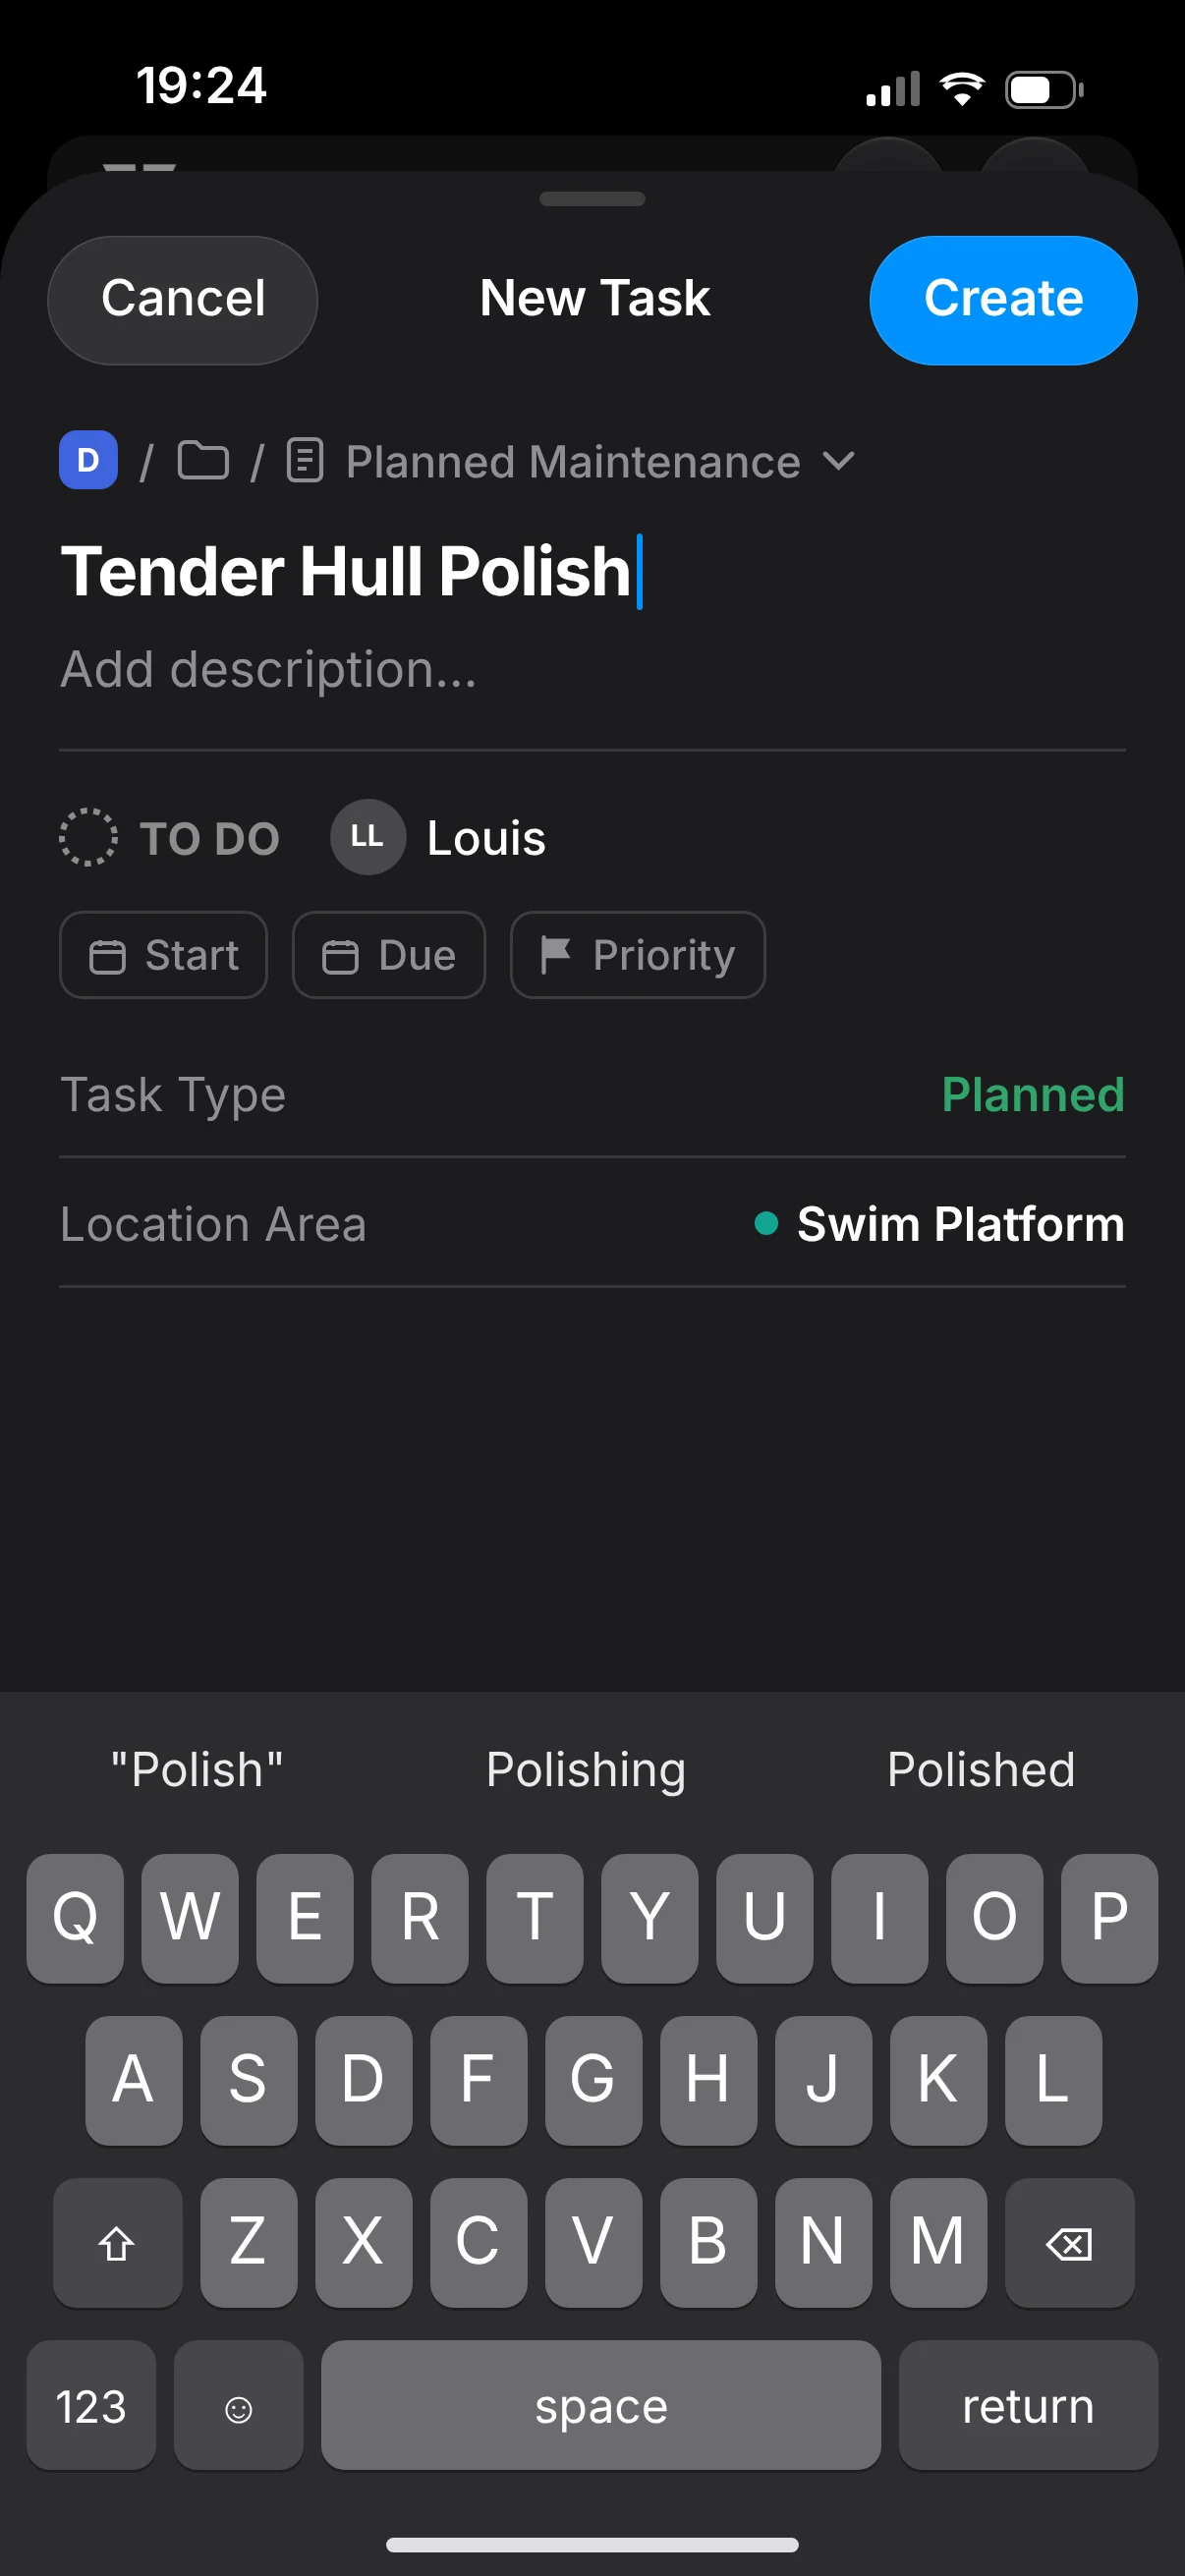 19:24
Cancel New Task Create
D / / Planned Maintenance
Tender Hull Polish
Add description...
TO DO LL Louis
Start Due Priority
Task Type Planned
Location Area Swim Platform
"Polish" Polishing Polished
Q W E R T Y U I O P
A S D F G H J K L
Z X C V B N M
123 space return